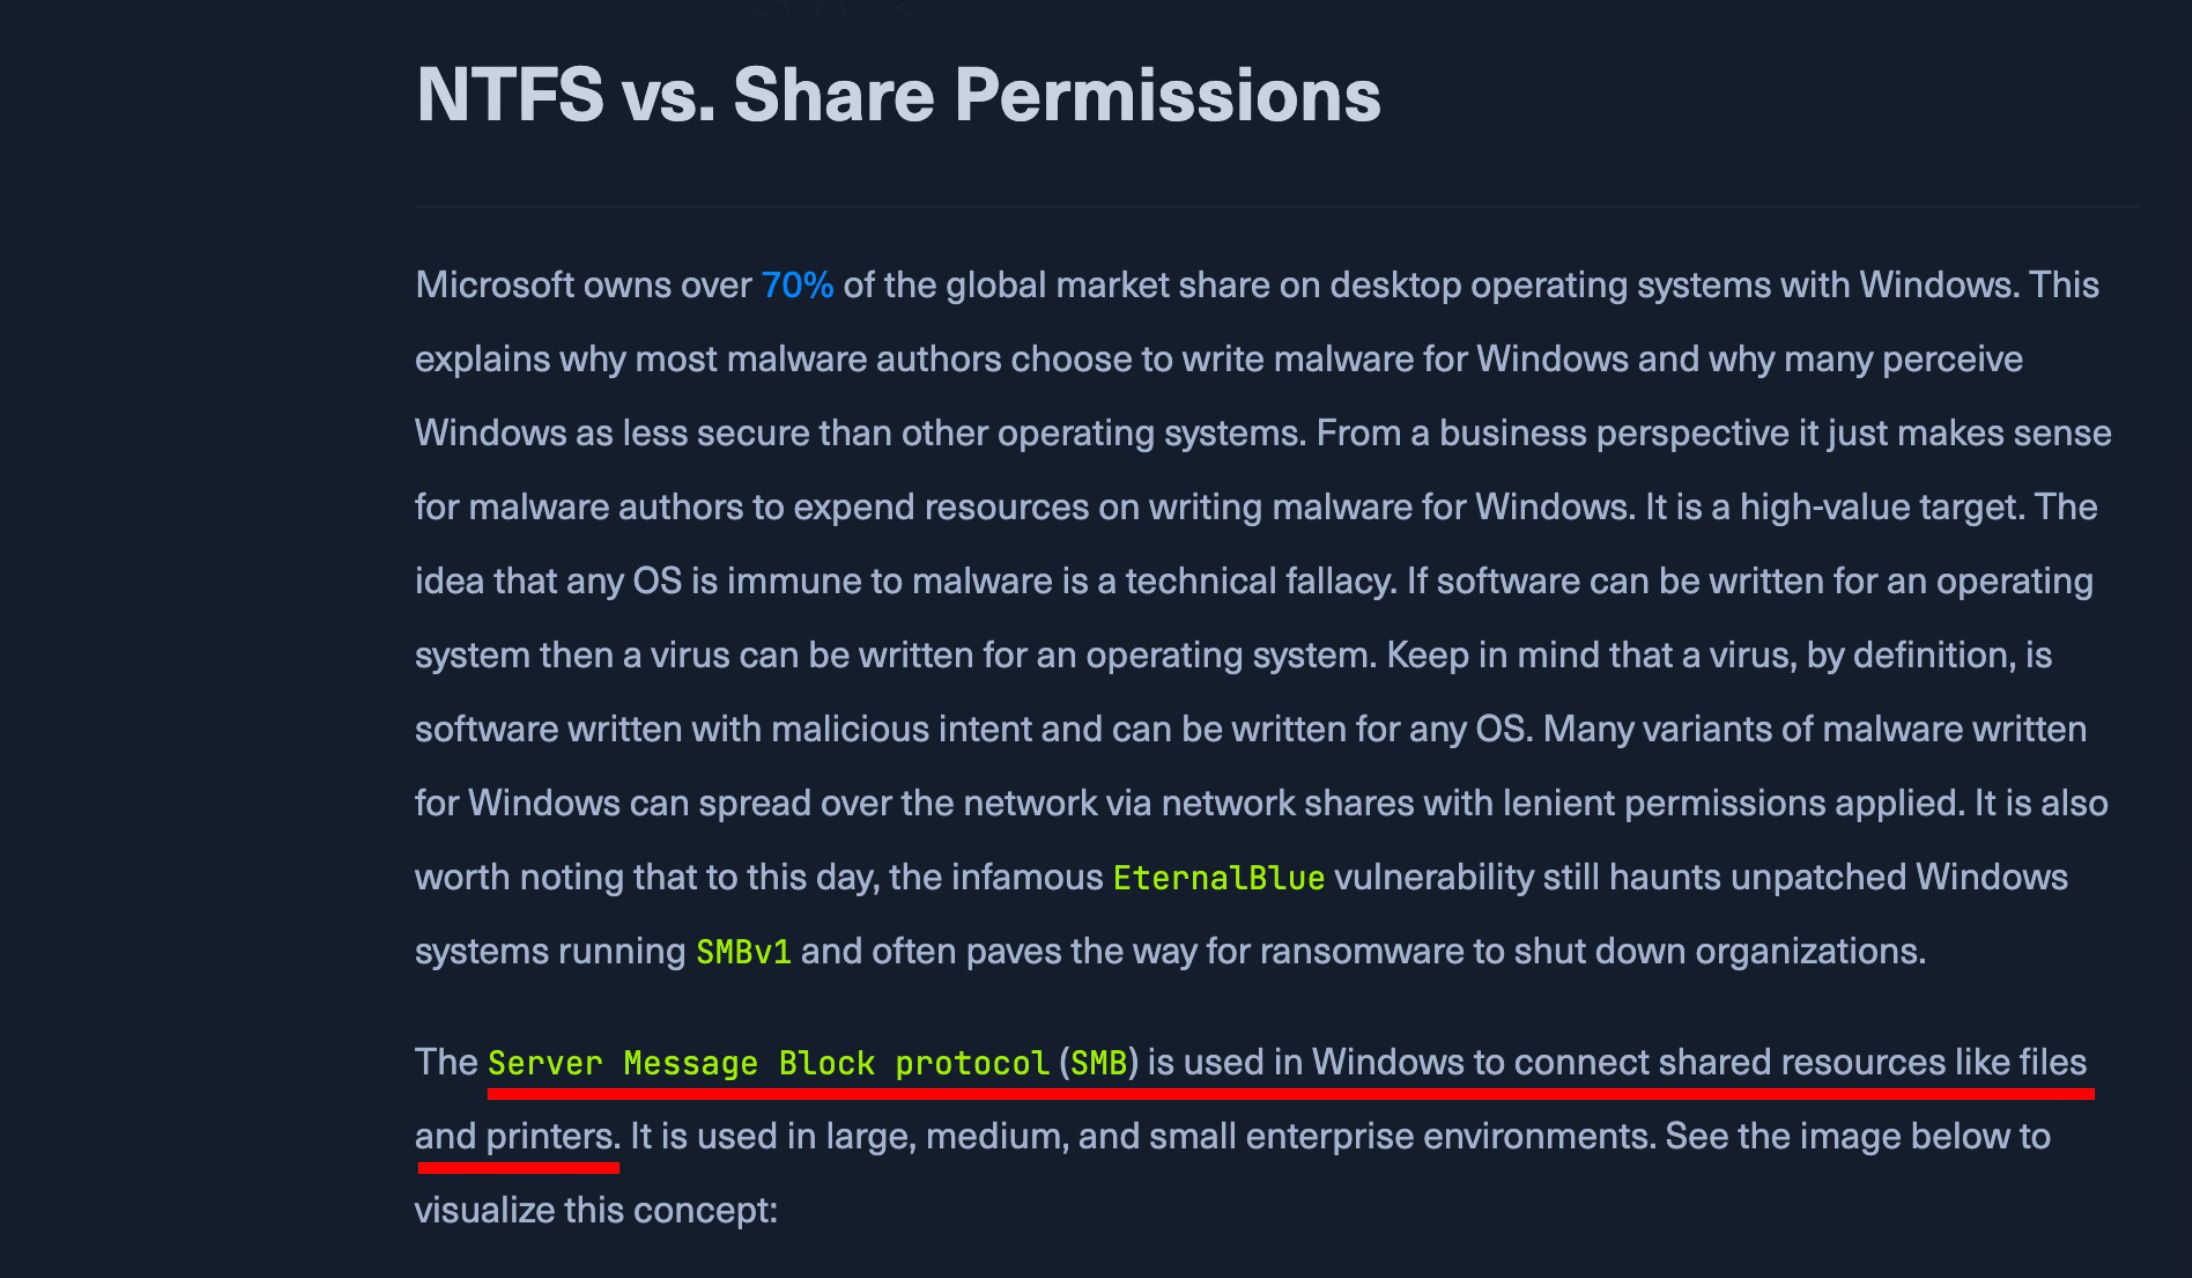 NTFS vs. Share Permissions
Microsoft owns over 70% of the global market share on desktop operating systems with Windows. This
explains why most malware authors choose to write malware for Windows and why many perceive
Windows as less secure than other operating systems. From a business perspective it just makes sense
for malware authors to expend resources on writing malware for Windows. It is a high-value target. The
idea that any OS is immune to malware is a technical fallacy. If software can be written for an operating
system then a virus can be written for an operating system. Keep in mind that a virus, by definition, is
software written with malicious intent and can be written for any OS. Many variants of malware written
for Windows can spread over the network via network shares with lenient permissions applied. It is also
worth noting that to this day, the infamous EternalBlue vulnerability still haunts unpatched Windows
systems running SMBv1 and often paves the way for ransomware to shut down organizations.
The Server Message Block protocol (SMB) is used in Windows to connect shared resources like files
and printers. It is used in large, medium, and small enterprise environments. See the image below to
visualize this concept: